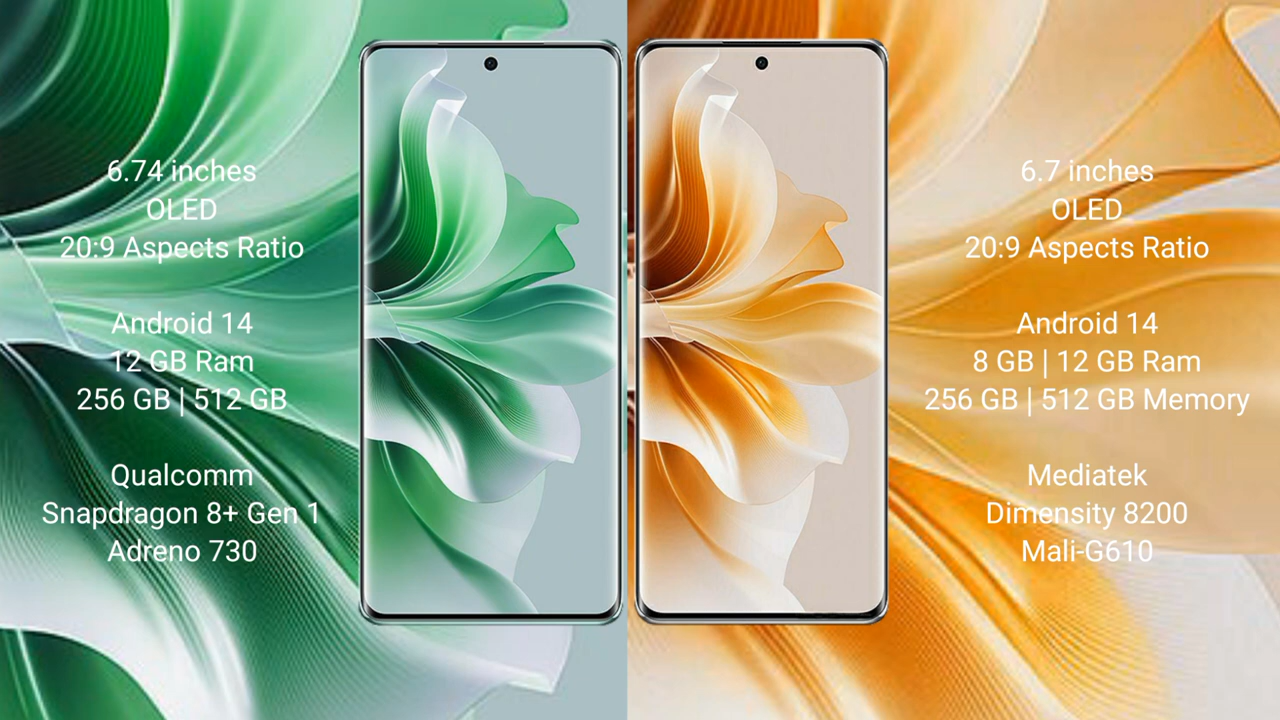 6.74 inches
OLED
20:9 Aspects Ratio
Android 14
12 GB Ram
256 GB | 512 GB
Qualcomm
Snapdragon 8+ Gen 1
Adreno 730
6.7 inches
OLED
20:9 Aspects Ratio
Android 14
8 GB | 12 GB Ram
256 GB | 512 GB Memory
Mediatek
Dimensity 8200
Mali-G610